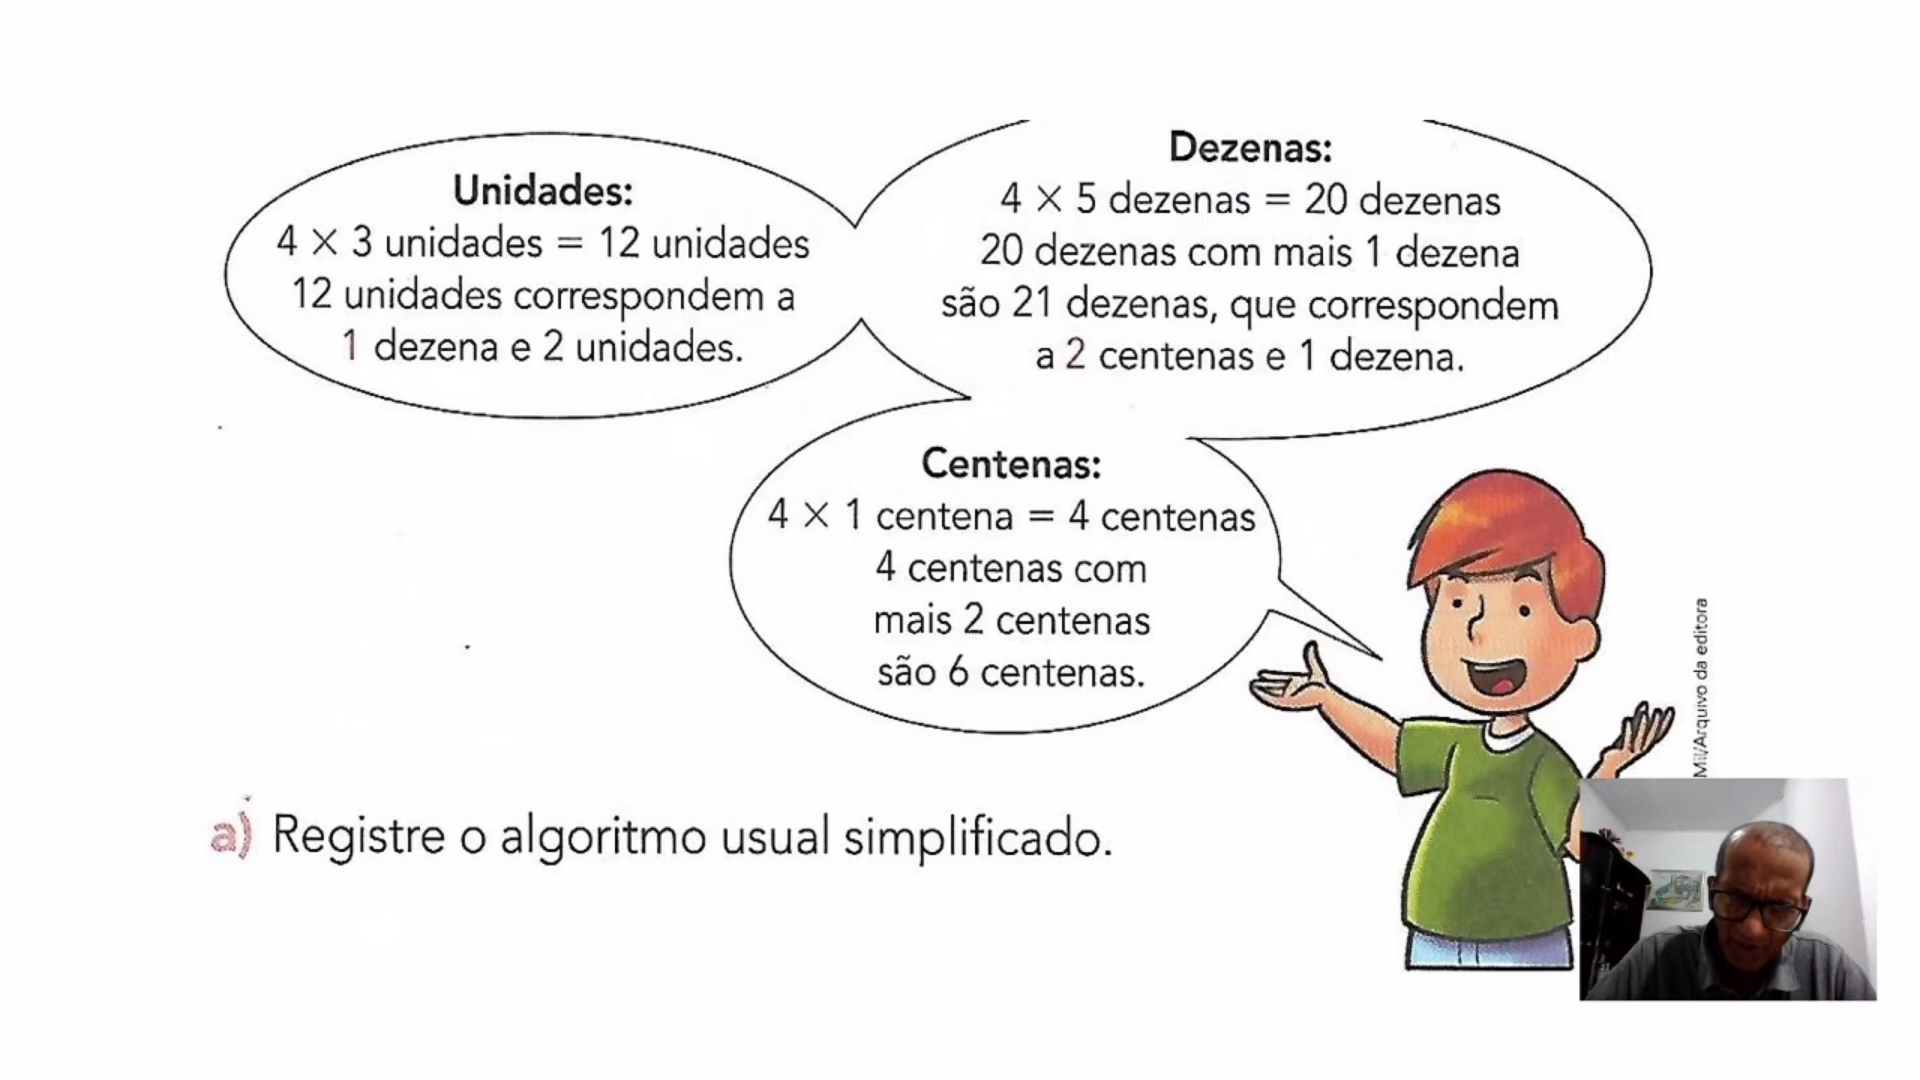 Unidades:
4 × 3 unidades = 12 unidades
12 unidades correspondem a
1 dezena e 2 unidades.
Dezenas:
4 × 5 dezenas = 20 dezenas
20 dezenas com mais 1 dezena
são 21 dezenas, que correspondem
a 2 centenas e 1 dezena.
Centenas:
4 × 1 centena = 4 centenas
4 centenas com
mais 2 centenas
são 6 centenas.
Mil/Arquivo da editora
a) Registre o algoritmo usual simplificado.